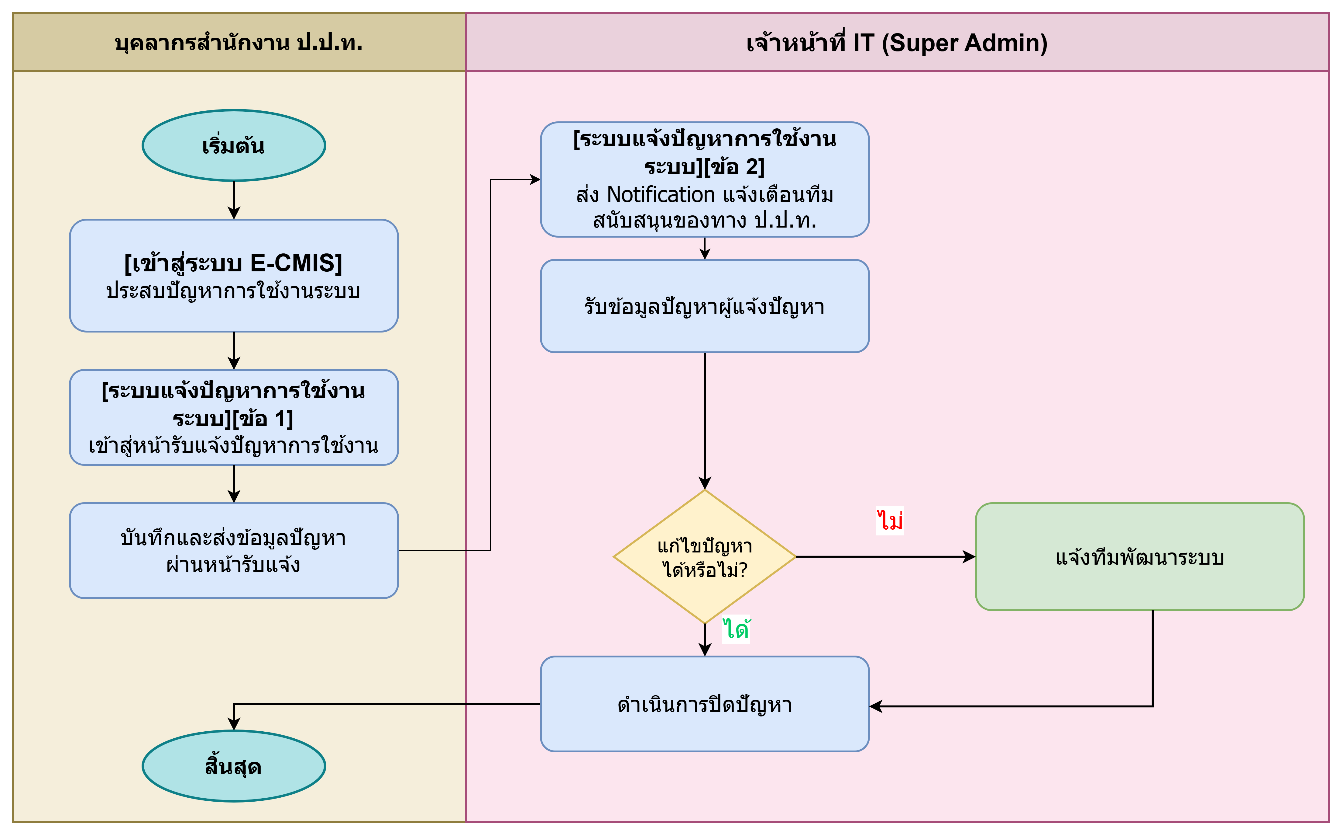 บุคลากรสำนักงาน ป.ป.ท.
เจ้าหน้าที่ IT (Super Admin)
เริ่มต้น
[เข้าสู่ระบบ E-CMIS]
ประสบปัญหาการใช้งานระบบ
[ระบบแจ้งปัญหาการใช้งาน
ระบบ][ข้อ 1]
เข้าสู่หน้ารับแจ้งปัญหาการใช้งาน
บันทึกและส่งข้อมูลปัญหา
ผ่านหน้ารับแจ้ง
[ระบบแจ้งปัญหาการใช้งาน
ระบบ][ข้อ 2]
ส่ง Notification แจ้งเตือนทีม
สนับสนุนของทาง ป.ป.ท.
รับข้อมูลปัญหาผู้แจ้งปัญหา
แก้ไขปัญหา
ได้หรือไม่?
ไม่
แจ้งทีมพัฒนาระบบ
ได้
ดำเนินการปิดปัญหา
สิ้นสุด